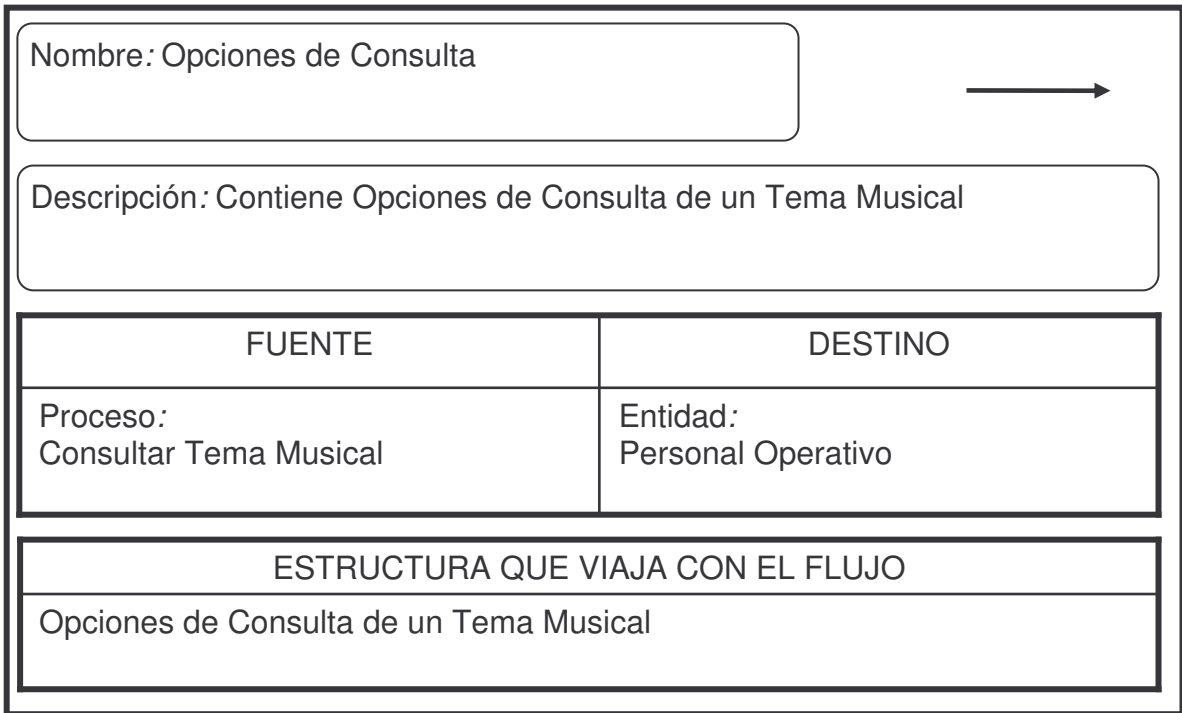 Nombre: Opciones de Consulta
Descripción: Contiene Opciones de Consulta de un Tema Musical
FUENTE
DESTINO
Proceso:
Consultar Tema Musical
Entidad:
Personal Operativo
ESTRUCTURA QUE VIAJA CON EL FLUJO
Opciones de Consulta de un Tema Musical